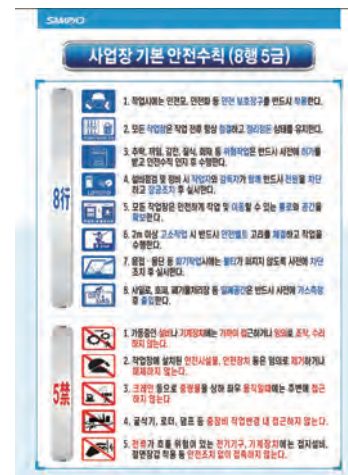 SAMPYO
사업장 기본 안전수칙 (8행 5금)
8行
1. 작업시에는 안전모, 안전화 등 안전 보호장구를 반드시 착용한다.
2. 모든 작업장은 작업 전후 항상 청결하고 정리정돈 상태를 유지한다.
3. 추락, 끼임, 감전, 질식, 화재 등 위험작업은 반드시 사전에 허가를
받고 안전수칙 인지 후 수행한다.
4. 설비점검 및 정비 시 작업자와 감독자가 함께 반드시 전원을 차단
하고 잠금조치 후 실시한다.
5. 모든 작업장은 안전하게 작업 및 이동할 수 있는 통로와 공간을
확보한다.
6. 2m 이상 고소작업 시 반드시 안전벨트 고리를 체결하고 작업을
수행한다.
7. 용접·용단 등 화기작업시에는 불티가 퍼지지 않도록 사전에 차단
조치 후 실시한다.
8. 사일로, 호퍼, 폐기물처리장 등 밀폐공간은 반드시 사전에 가스측정
후 출입한다.
5禁
1. 가동중인 설비나 기계장치에는 가까이 접근하거나 임의로 조작, 수리
하지 않는다.
2. 작업장에 설치된 안전시설물, 안전장치 등은 임의로 제거하거나
해제하지 않는다.
3. 크레인 등으로 중량물을 상하 좌우 움직일때에는 주변에 접근
하지 않는다
4. 굴삭기, 로더, 덤프 등 중장비 작업반경 내 접근하지 않는다.
5. 전류가 흐를 위험이 있는 전기기구, 기계장치에는 접지설비,
절연장갑 착용 등 안전조치 없이 접촉하지 않는다.